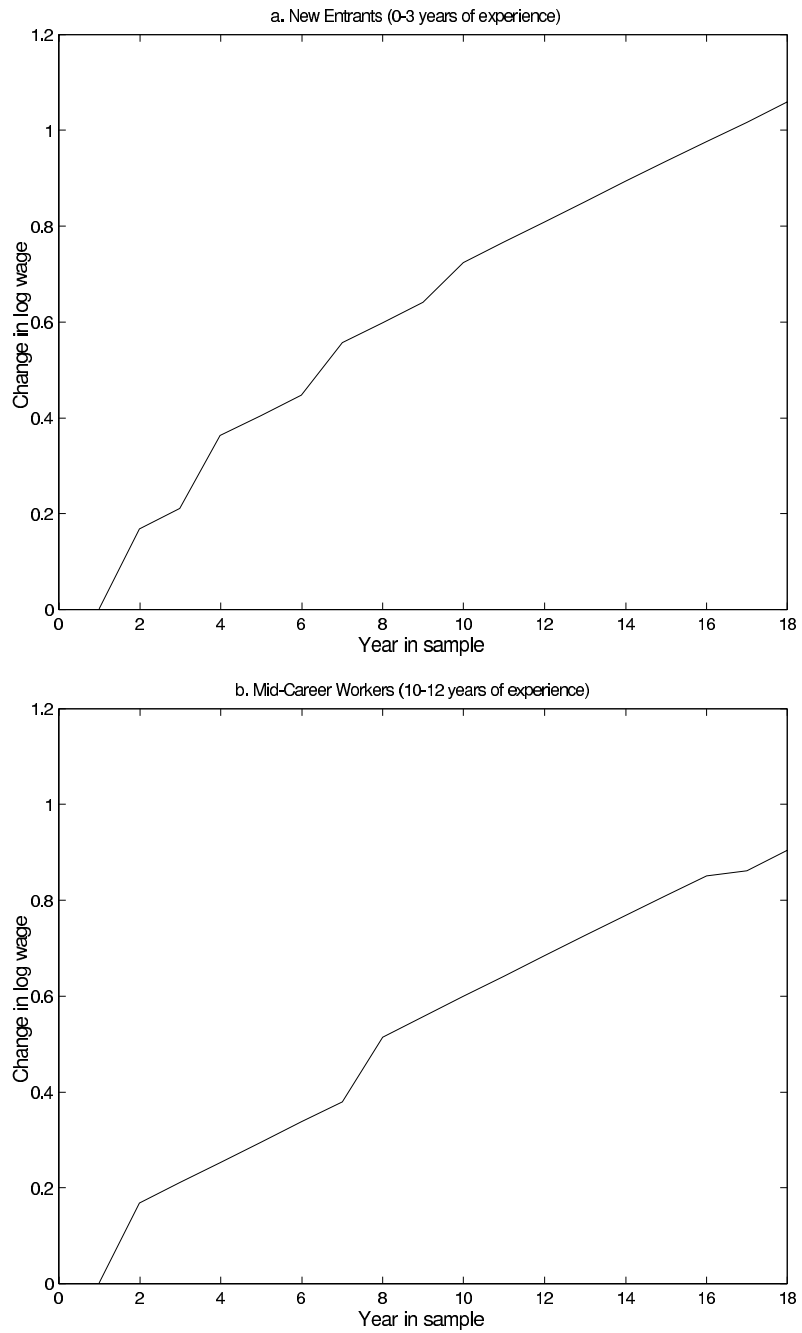 a. New Entrants (0-3 years of experience)
1.2
1
0.8
0.6
0.4
0.2
0
Change in log wage
0 2 4 6 8 10 12 14 16 18
Year in sample
b. Mid-Career Workers (10-12 years of experience)
1.2
1
0.8
0.6
0.4
0.2
0
Change in log wage
0 2 4 6 8 10 12 14 16 18
Year in sample